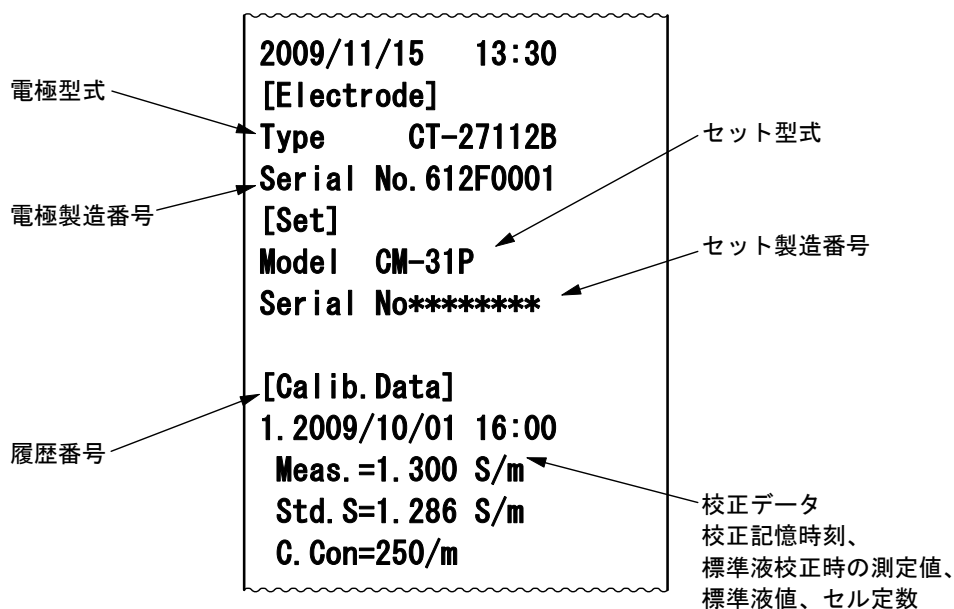 2009/11/15 13:30
電極型式
[Electrode]
Type CT-27112B
セット型式
Serial No.612F0001
電極製造番号
[Set]
セット製造番号
Model CM-31P
Serial No********
[Calib.Data]
1.2009/10/01 16:00
履歴番号
Meas.=1.300 S/m
Std.S=1.286 S/m
C.Con=250/m
校正データ
校正記憶時刻、
標準液校正時の測定値、
標準液値、セル定数